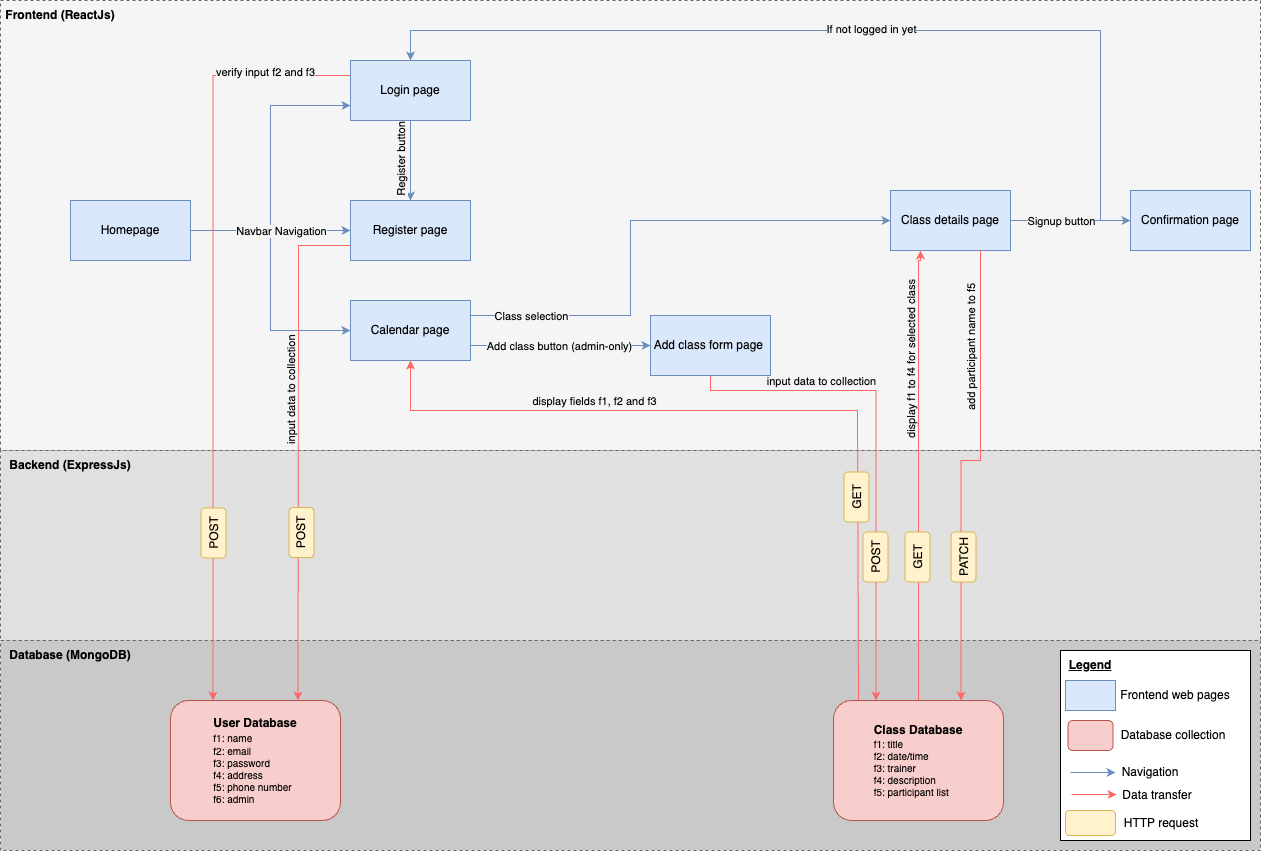 Frontend (ReactJs)
If not logged in yet
verify input f2 and f3
Login page
Register button
Homepage
Navbar Navigation
Register page
Class details page
Signup button
Confirmation page
Calendar page
Class selection
Add class button (admin-only)
Add class form page
input data to collection
input data to collection
display fields f1, f2 and f3
display f1 to f4 for selected class
add participant name to f5
Backend (ExpressJs)
POST
POST
GET
POST
GET
PATCH
Database (MongoDB)
User Database
f1: name
f2: email
f3: password
f4: address
f5: phone number
f6: admin
Class Database
f1: title
f2: date/time
f3: trainer
f4: description
f5: participant list
Legend
Frontend web pages
Database collection
Navigation
Data transfer
HTTP request